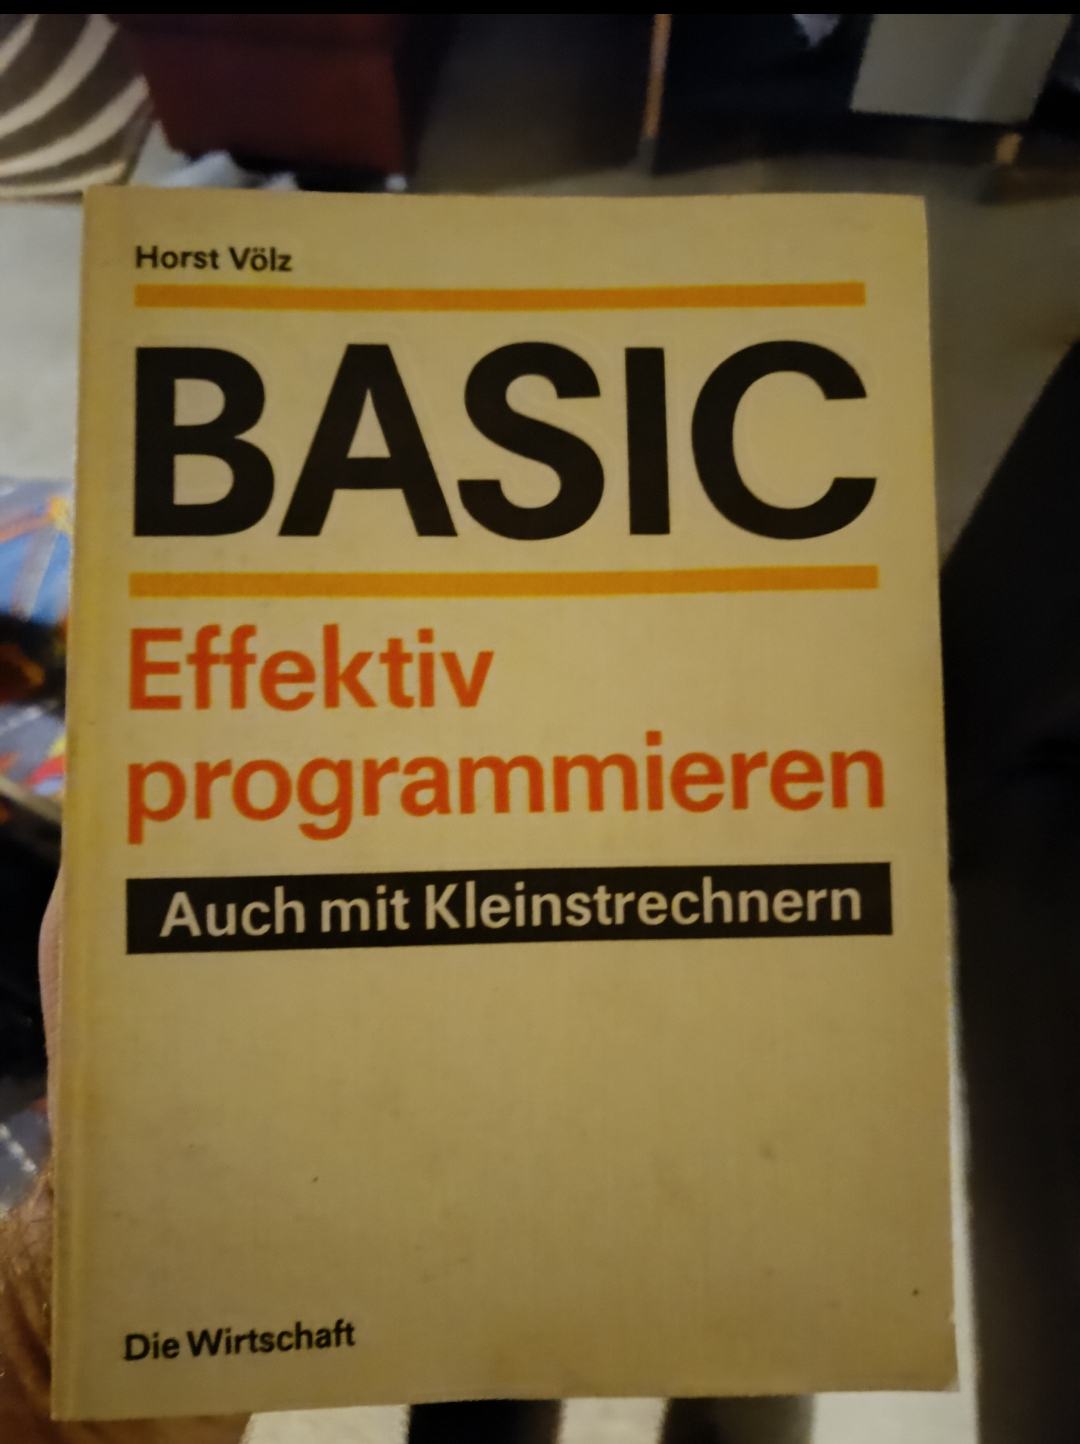 Horst Völz
BASIC
Effektiv
programmieren
Auch mit Kleinstrechnern
Die Wirtschaft